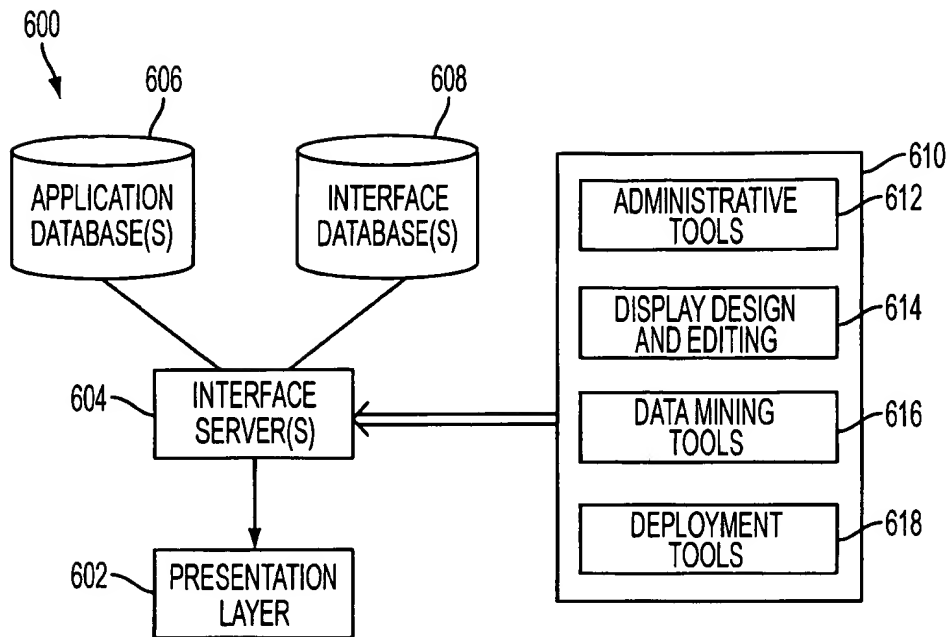 600
606
608
APPLICATION
DATABASE(S)
INTERFACE
DATABASE(S)
610
ADMINISTRATIVE
TOOLS
612
DISPLAY DESIGN
AND EDITING
614
604
INTERFACE
SERVER(S)
DATA MINING
TOOLS
616
DEPLOYMENT
TOOLS
618
602
PRESENTATION
LAYER